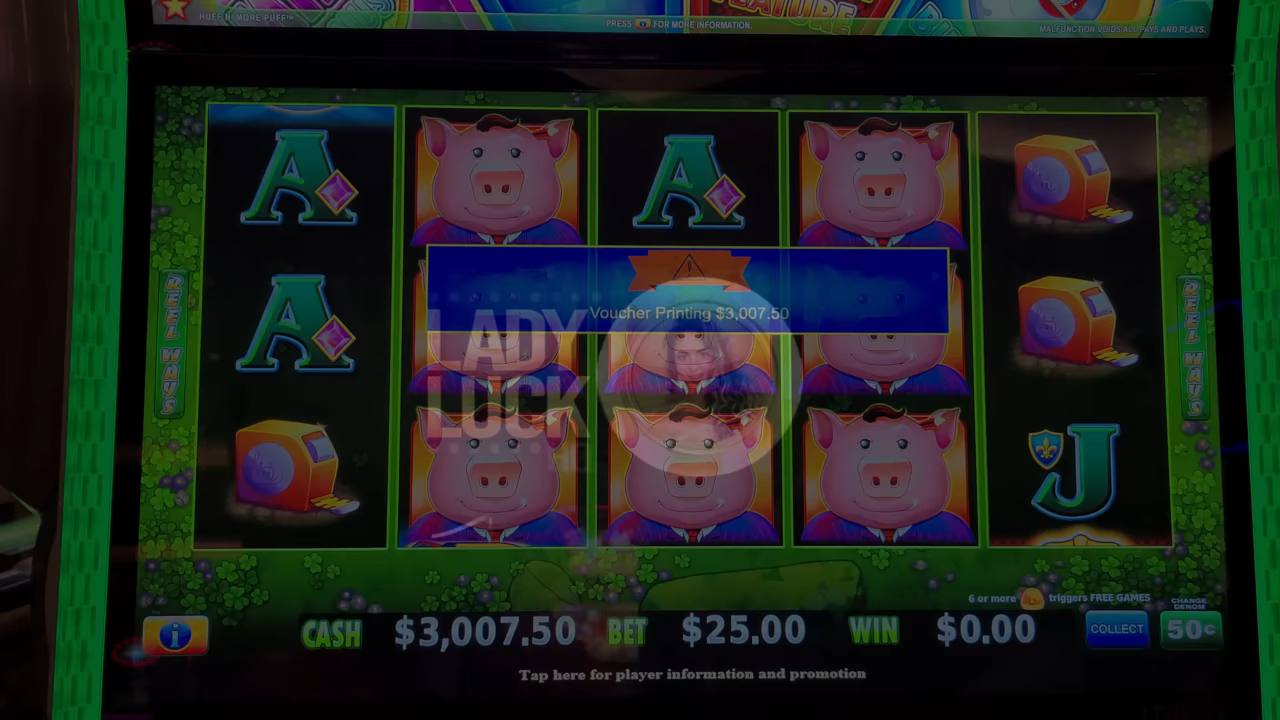 HUFF N' MORE PUFF™
PRESS i FOR MORE INFORMATION.
FEATURE
MALFUNCTION VOIDS ALL PAYS AND PLAYS.
A
A
A
REEL WAYS
REEL WAYS
Voucher Printing $3,007.50
LADY
LUCK
J
6 or more triggers FREE GAMES
CHANGE
DENOM
i
CASH $3,007.50 BET $25.00 WIN $0.00
COLLECT
50¢
Tap here for player information and promotion